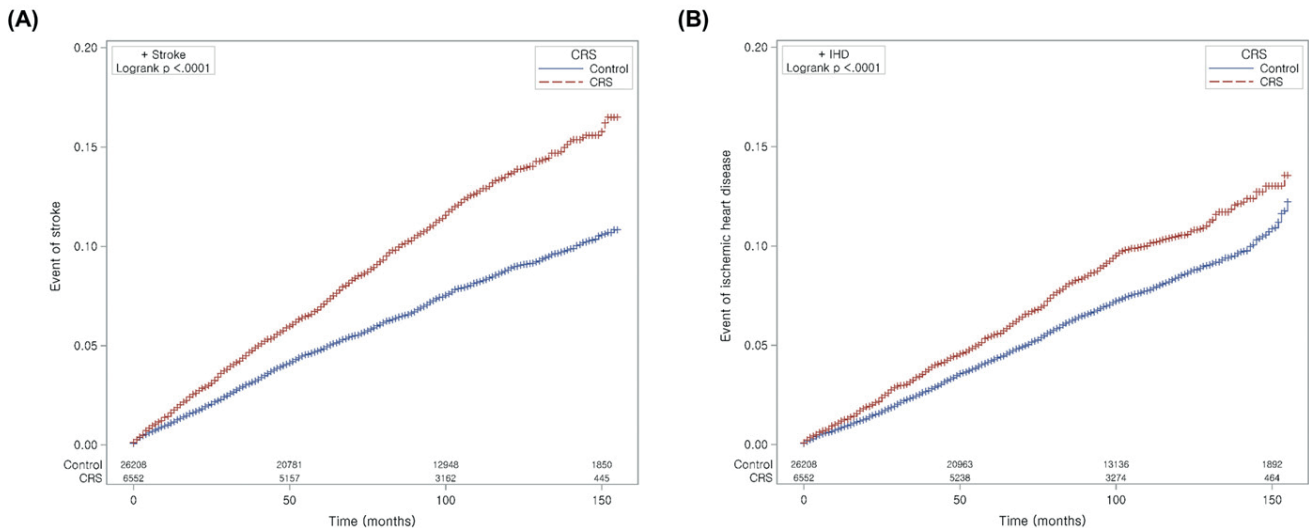 (A)
0.20
+ Stroke
Logrank p <.0001
CRS
Control
CRS
0.15
Event of stroke
0.10
0.05
0.00
Control 26208 20781 12948 1850
CRS 6552 5157 3162 445
0 50 100 150
Time (months)
(B)
0.20
+ IHD
Logrank p <.0001
CRS
Control
CRS
0.15
Event of ischemic heart disease
0.10
0.05
0.00
Control 26208 20963 13136 1892
CRS 6552 5238 3274 464
0 50 100 150
Time (months)